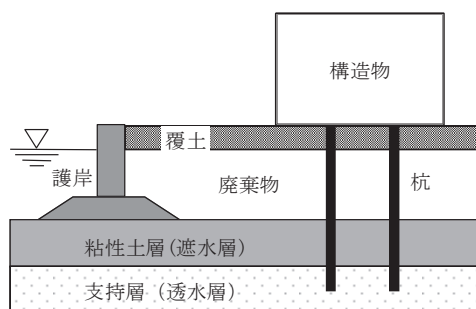 構造物
覆土
護岸
廃棄物
杭
粘性土層(遮水層)
支持層（透水層）